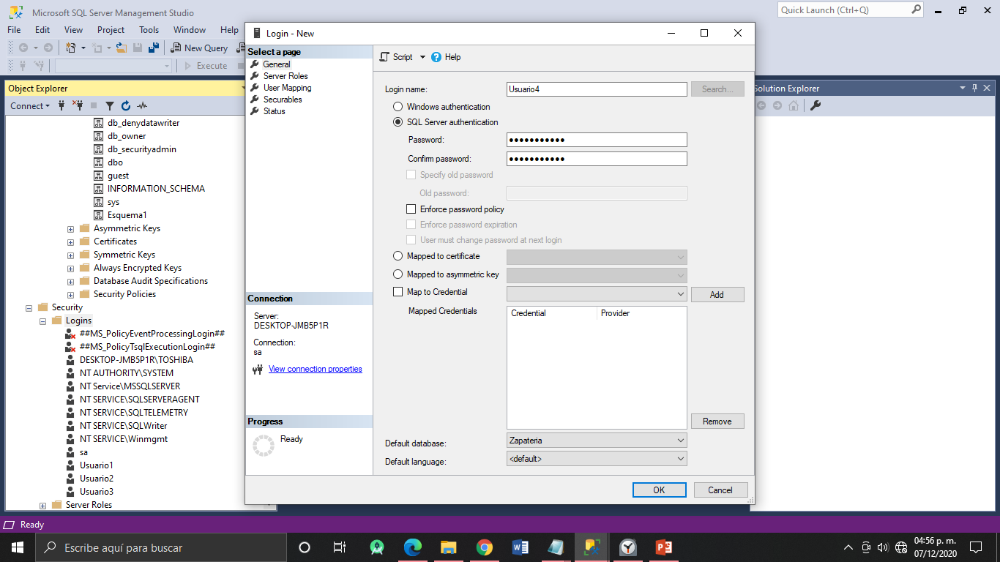 Microsoft SQL Server Management Studio
Quick Launch (Ctrl+Q)
File Edit View Project Tools Window Help
New Query
Execute
Object Explorer
Connect
db_denydatawriter
db_owner
db_securityadmin
dbo
guest
INFORMATION_SCHEMA
sys
Esquema1
Asymmetric Keys
Certificates
Symmetric Keys
Always Encrypted Keys
Database Audit Specifications
Security Policies
Security
Logins
##MS_PolicyEventProcessingLogin##
##MS_PolicyTsqlExecutionLogin##
DESKTOP-JMB5P1R\TOSHIBA
NT AUTHORITY\SYSTEM
NT Service\MSSQLSERVER
NT SERVICE\SQLSERVERAGENT
NT SERVICE\SQLTELEMETRY
NT SERVICE\SQLWriter
NT SERVICE\Winmgmt
sa
Usuario1
Usuario2
Usuario3
Server Roles
Login - New
Select a page
General
Server Roles
User Mapping
Securables
Status
Connection
Server:
DESKTOP-JMB5P1R
Connection:
sa
View connection properties
Progress
Ready
Script Help
Login name: Usuario4 Search...
Windows authentication
SQL Server authentication
Password: ●●●●●●●●●●●
Confirm password: ●●●●●●●●●●●
Specify old password
Old password:
Enforce password policy
Enforce password expiration
User must change password at next login
Mapped to certificate
Mapped to asymmetric key
Map to Credential Add
Mapped Credentials Credential Provider
Remove
Default database: Zapateria
Default language: <default>
OK Cancel
Solution Explorer
Ready
Escribe aquí para buscar
04:56 p. m.
07/12/2020